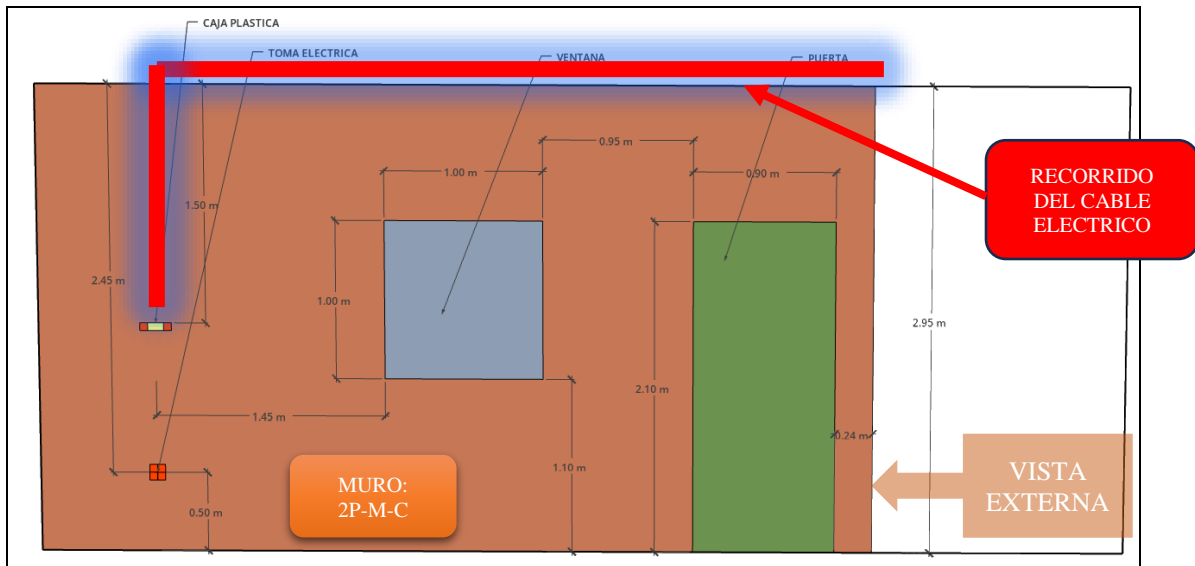 CAJA PLASTICA
TOMA ELECTRICA
VENTANA
PUERTA
0.95 m
1.00 m
0.90 m
RECORRIDO
DEL CABLE
ELECTRICO
1.50 m
2.45 m
1.00 m
2.95 m
2.10 m
1.45 m
0.24 m
1.10 m
MURO:
2P-M-C
VISTA
EXTERNA
0.50 m